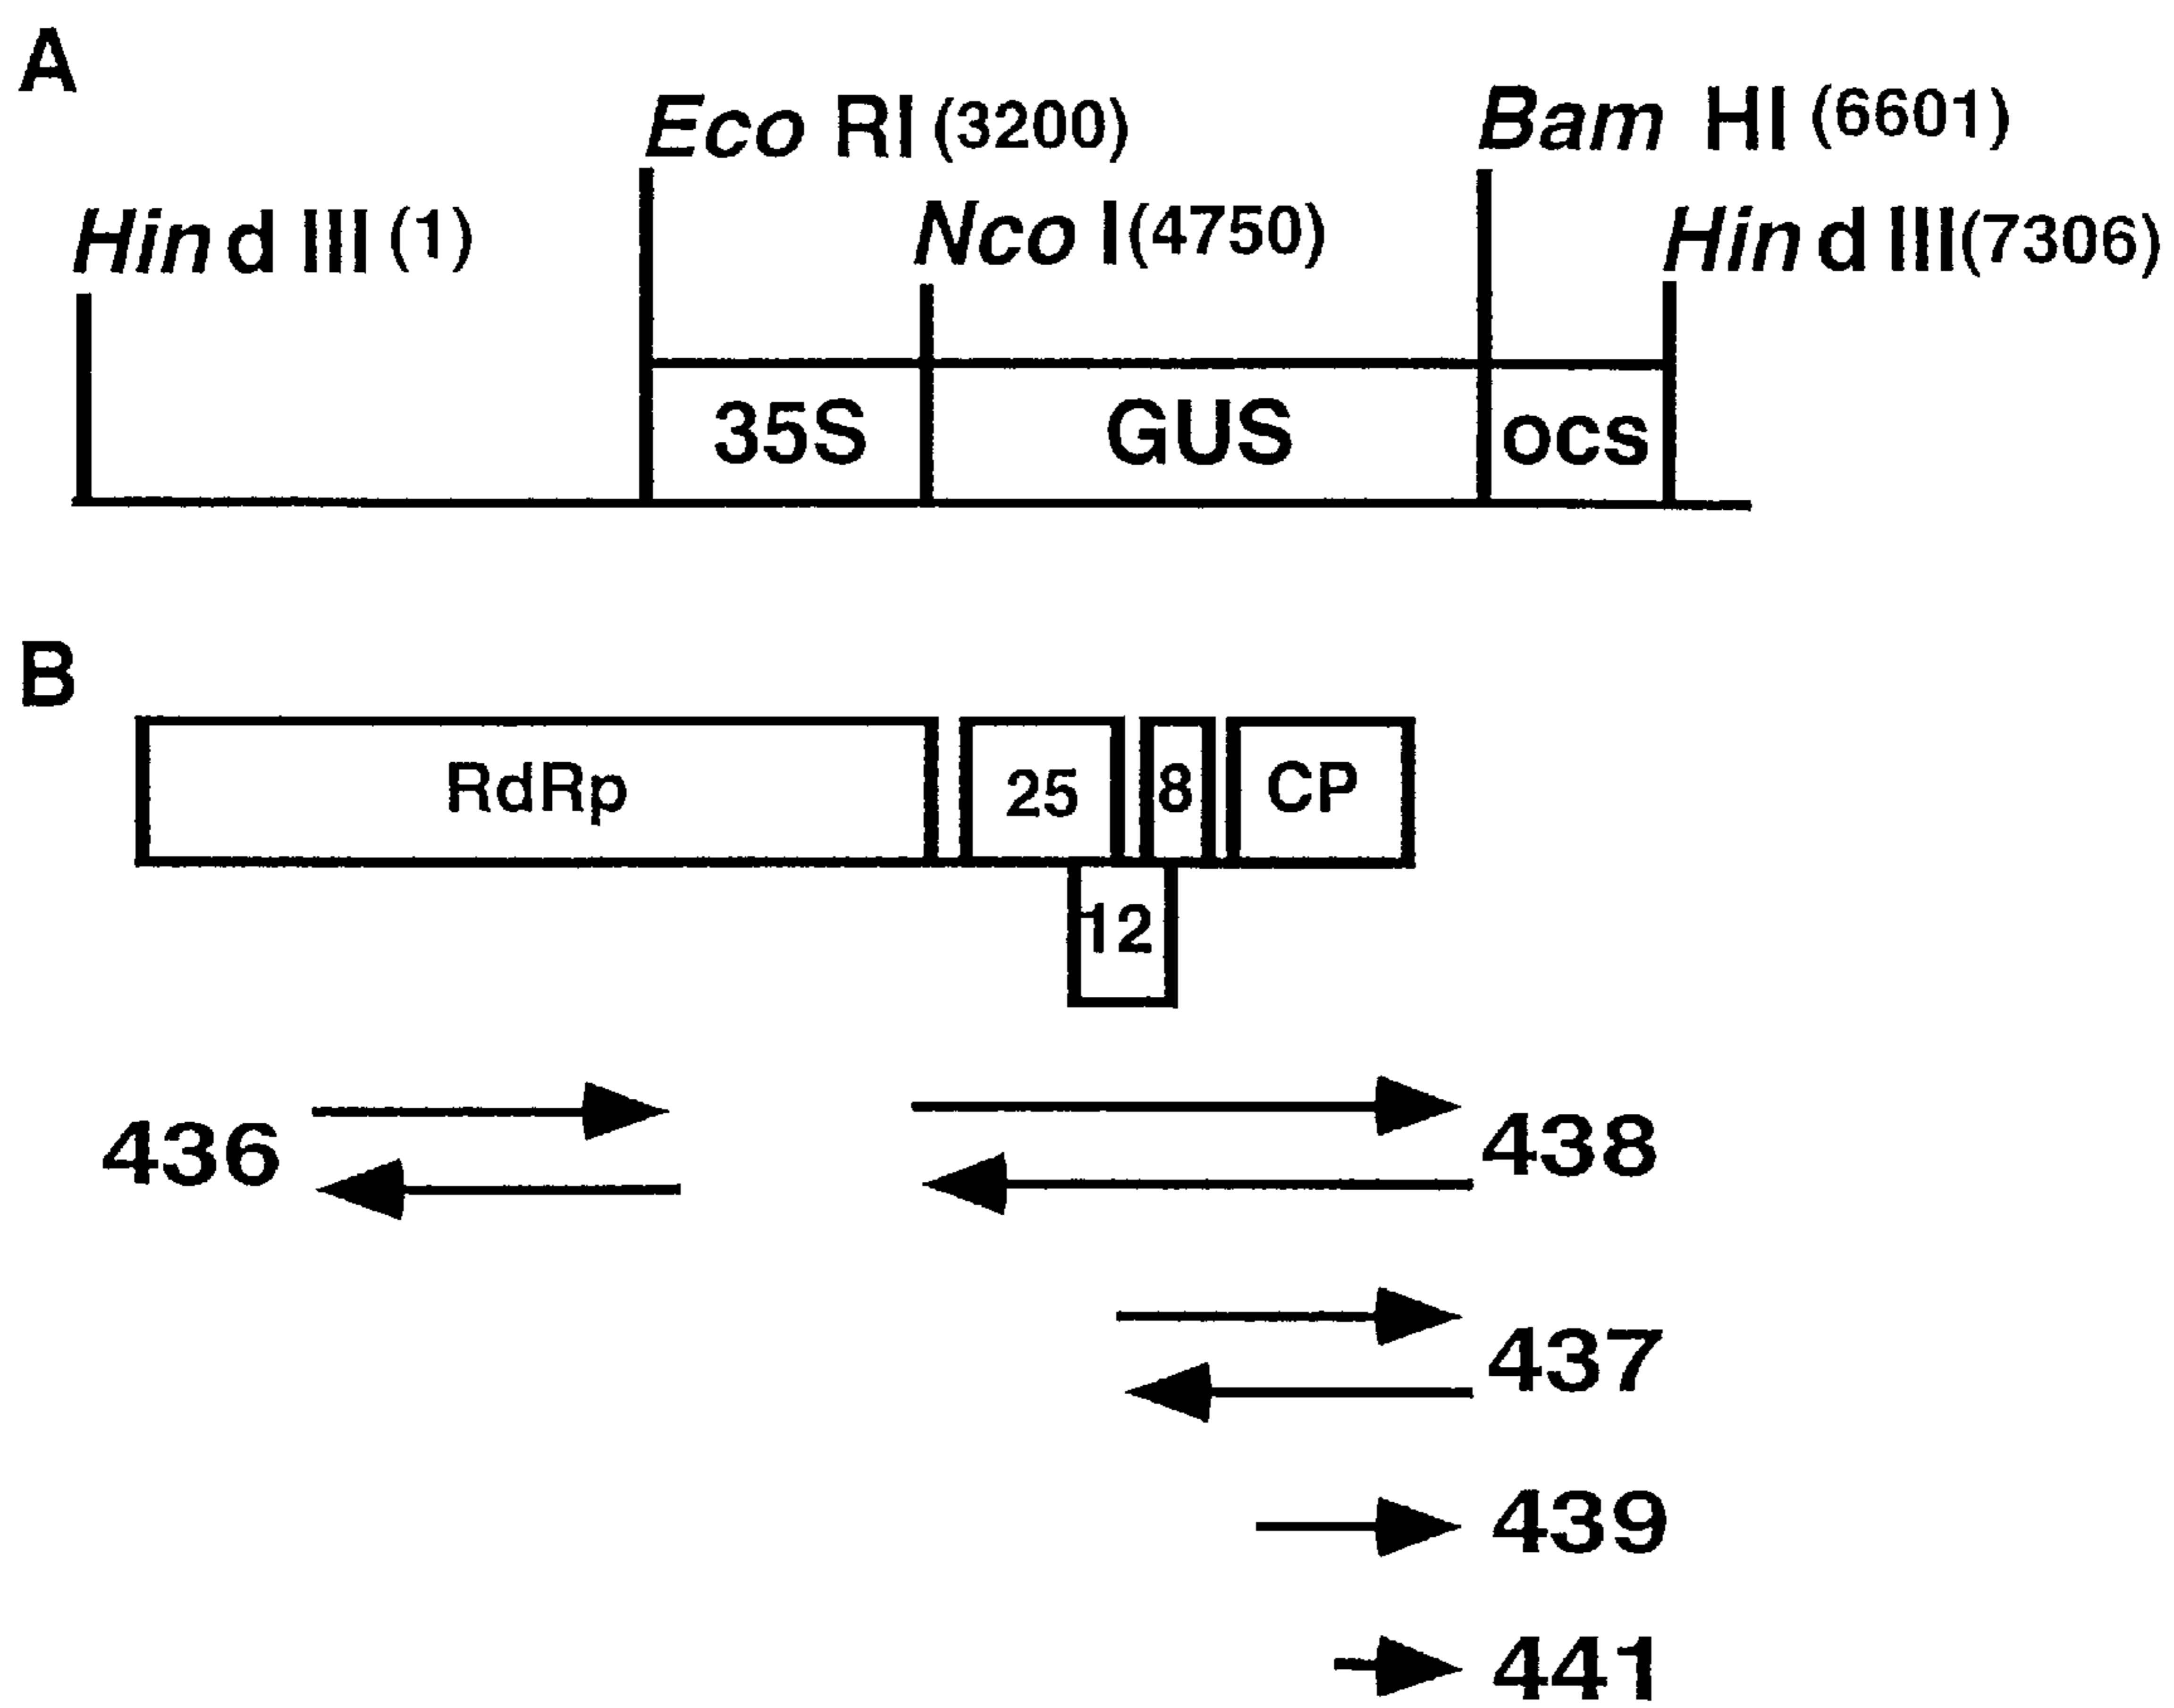 A
Eco RI (3200)
Bam HI (6601)
Hind III (1)
Nco I (4750)
Hind III (7306)
35S
GUS
ocs
B
RdRp
25
8
CP
12
436
438
437
439
441